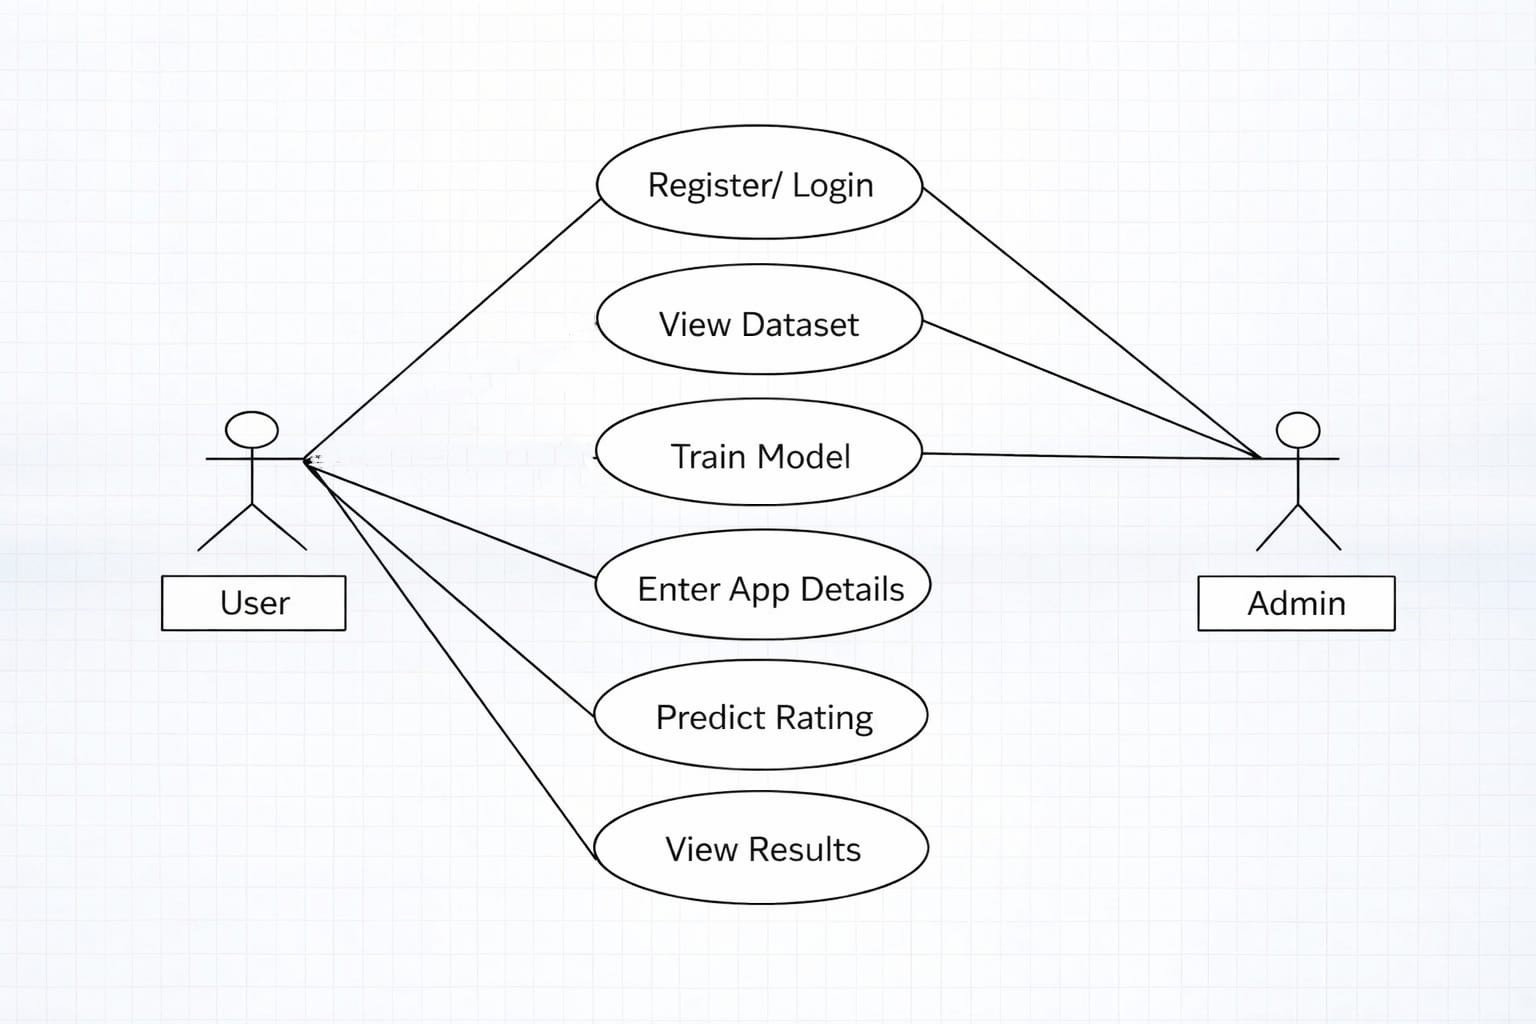 Register/ Login
View Dataset
Train Model
Enter App Details
Predict Rating
View Results
User
Admin